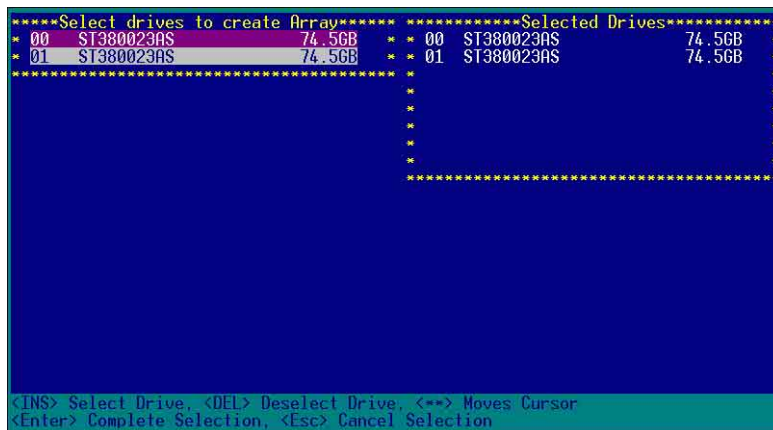 *****Select drives to create Array****** ************Selected Drives***********
* 00 ST380023AS 74.5GB * * 00 ST380023AS 74.5GB *
* 01 ST380023AS 74.5GB * * 01 ST380023AS 74.5GB *
<INS> Select Drive, <DEL> Deselect Drive, <**> Moves Cursor
<Enter> Complete Selection, <Esc> Cancel Selection